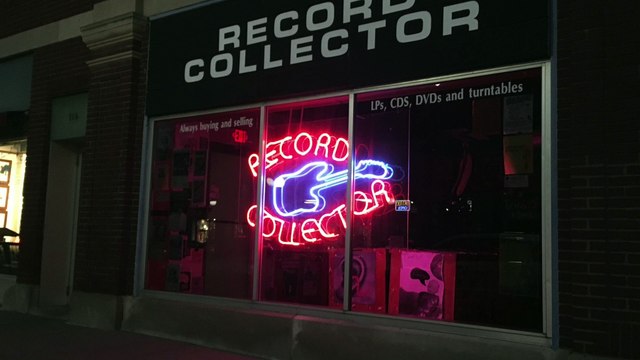 RECORD
COLLECTOR
Always buying and selling
LPs, CDS, DVDs and turntables
RECORD
COLLECTOR